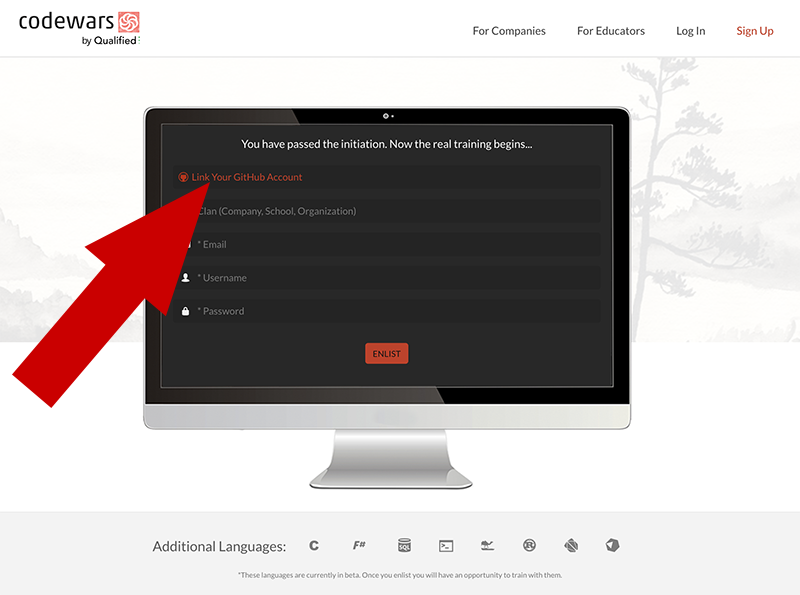 codewars
by Qualified
For Companies
For Educators
Log In
Sign Up
You have passed the initiation. Now the real training begins...
Link Your GitHub Account
Clan (Company, School, Organization)
* Email
* Username
* Password
ENLIST
Additional Languages:
C
F#
SQL
*These languages are currently in beta. Once you enlist you will have an opportunity to train with them.